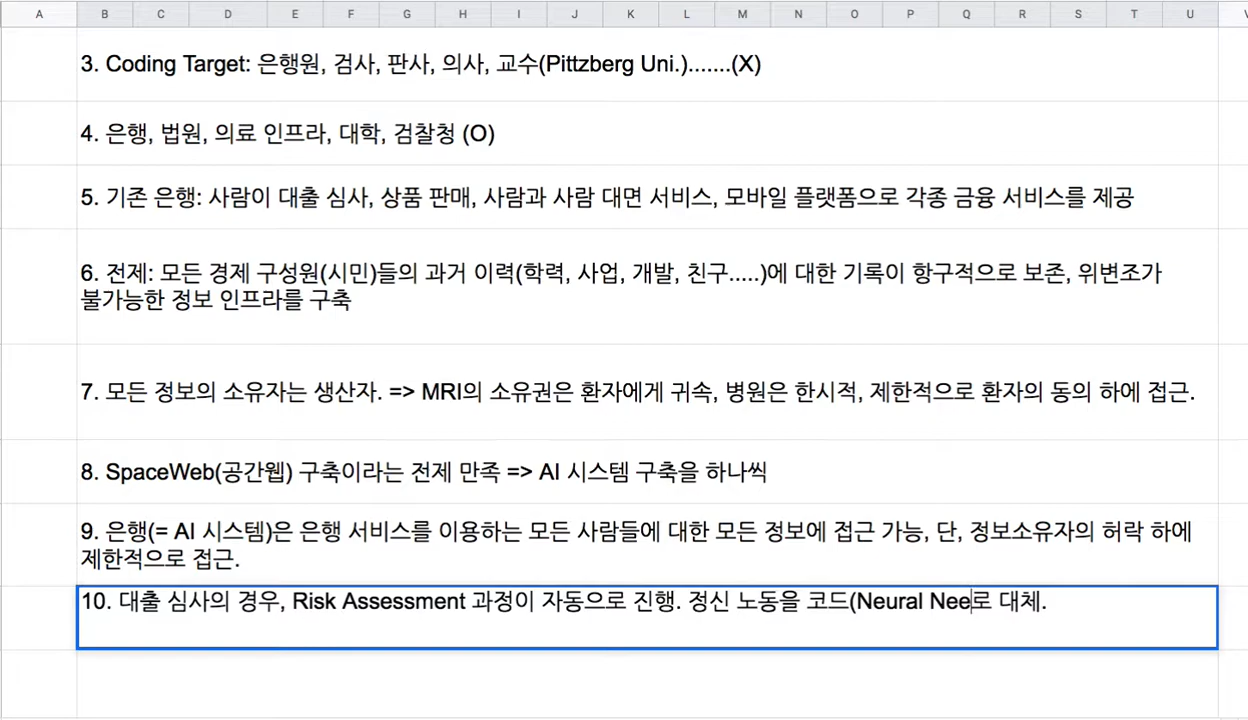 A B C D E F G H I J K L M N O P Q R S T U
3. Coding Target: 은행원, 검사, 판사, 의사, 교수(Pittzberg Uni.).......(X)
4. 은행, 법원, 의료 인프라, 대학, 검찰청 (O)
5. 기존 은행: 사람이 대출 심사, 상품 판매, 사람과 사람 대면 서비스, 모바일 플랫폼으로 각종 금융 서비스를 제공
6. 전제: 모든 경제 구성원(시민)들의 과거 이력(학력, 사업, 개발, 친구.....)에 대한 기록이 항구적으로 보존, 위변조가
불가능한 정보 인프라를 구축
7. 모든 정보의 소유자는 생산자. => MRI의 소유권은 환자에게 귀속, 병원은 한시적, 제한적으로 환자의 동의 하에 접근.
8. SpaceWeb(공간웹) 구축이라는 전제 만족 => AI 시스템 구축을 하나씩
9. 은행(= AI 시스템)은 은행 서비스를 이용하는 모든 사람들에 대한 모든 정보에 접근 가능, 단, 정보소유자의 허락 하에
제한적으로 접근.
10. 대출 심사의 경우, Risk Assessment 과정이 자동으로 진행. 정신 노동을 코드(Neural Nee로 대체.